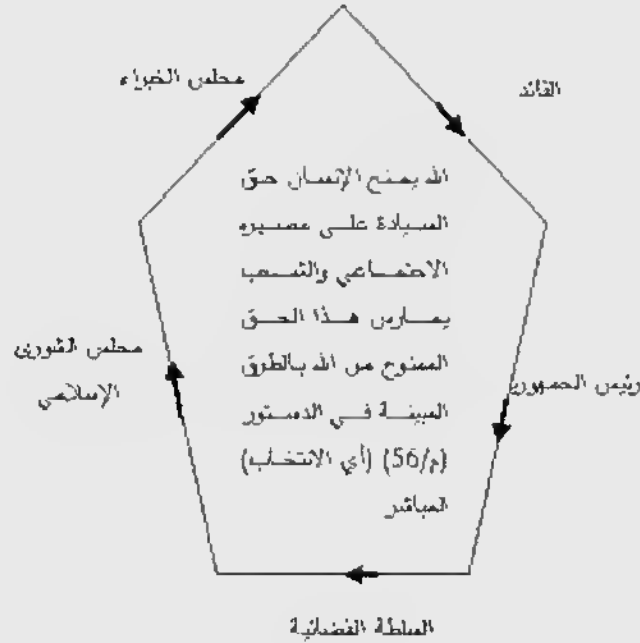 مجلس الخبراء
القائد
الله يمنح الإنسان حق
السيادة على مصيره
الاجتماعي والشعب
يمارس هذا الحق
الممنوح من الله بالطرق
المبينة في الدستور
(م/56) (أي الانتخاب)
المباشر
مجلس الشورى
الإسلامي
رئيس الجمهورية
السلطة القضائية